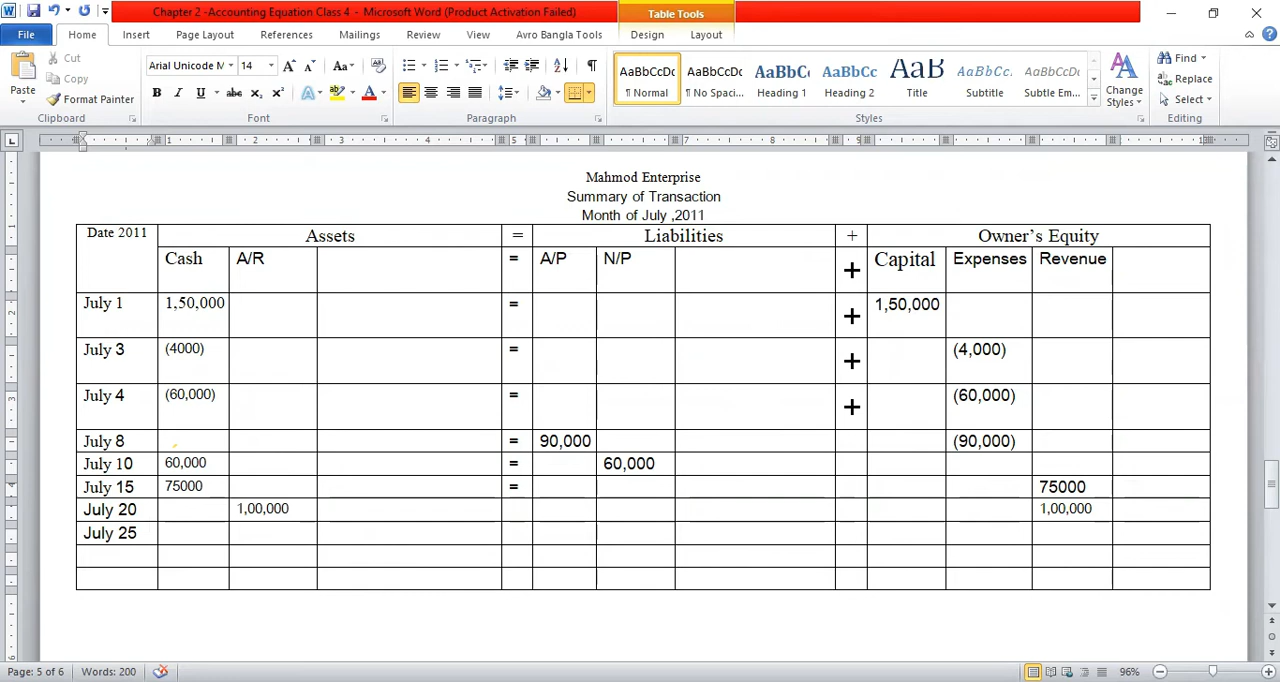 Chapter 2 -Accounting Equation Class 4 - Microsoft Word (Product Activation Failed)
Table Tools
File Home Insert Page Layout References Mailings Review View Avro Bangla Tools Design Layout
Paste
Cut
Copy
Format Painter
Clipboard
Arial Unicode M 14
Font
Paragraph
AaBbCcDc AaBbCcDc AaBbC AaBbCc AaB AaBbCc. AaBbCcDc
¶ Normal ¶ No Spaci... Heading 1 Heading 2 Title Subtitle Subtle Em...
Styles
Change Styles
Find
Replace
Select
Editing
Mahmod Enterprise
Summary of Transaction
Month of July ,2011
Date 2011 Assets = Liabilities + Owner’s Equity
Cash A/R = A/P N/P + Capital Expenses Revenue
July 1 1,50,000 = + 1,50,000
July 3 (4000) = + (4,000)
July 4 (60,000) = + (60,000)
July 8 = 90,000 (90,000)
July 10 60,000 = 60,000
July 15 75000 = 75000
July 20 1,00,000 1,00,000
July 25
Page: 5 of 6 Words: 200 96%